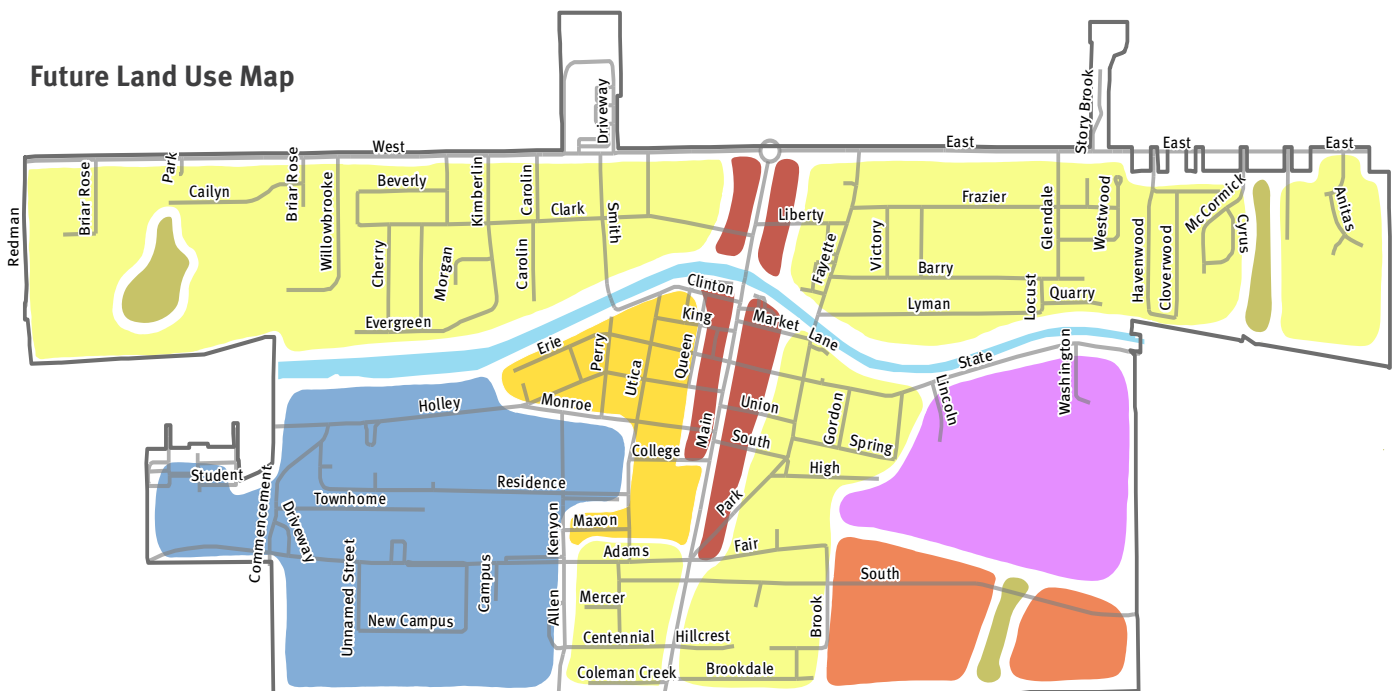 Future Land Use Map
Driveway
Story Brook
West
East
East
East
Redman
Briar Rose
Park
Cailyn
Briar Rose
Willowbrooke
Beverly
Kimberlin
Carolin
Clark
Smith
Liberty
Frazier
Glendale
Westwood
McCormick
Cyrus
Anitas
Cherry
Morgan
Carolin
Fayette
Victory
Barry
Havenwood
Cloverwood
Evergreen
Clinton
Lyman
Locust
Quarry
King
Market
Lane
Erie
Perry
Utica
Queen
State
Washington
Lincoln
Holley
Monroe
Main
Union
South
Gordon
Spring
College
High
Student
Commencement
Residence
Townhome
Driveway
Park
Kenyon
Maxon
Adams
Fair
South
Unnamed Street
Campus
Allen
Mercer
New Campus
Centennial
Hillcrest
Brook
Coleman Creek
Brookdale